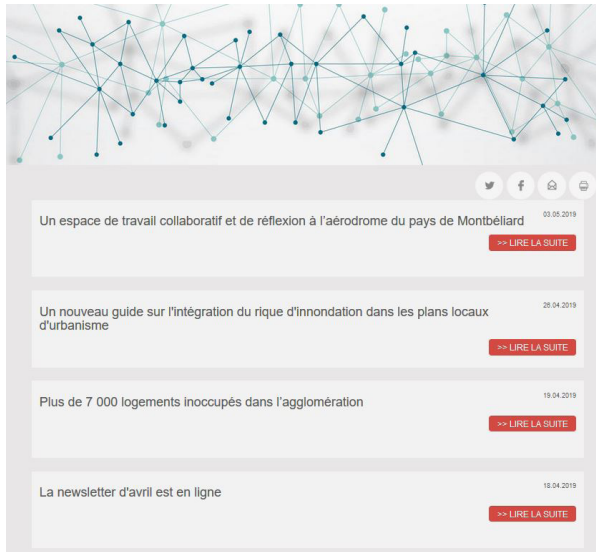 Un espace de travail collaboratif et de réflexion à l'aérodrome du pays de Montbéliard
03.05.2019
>> LIRE LA SUITE
Un nouveau guide sur l'intégration du rique d'innondation dans les plans locaux
d'urbanisme
26.04.2019
>> LIRE LA SUITE
Plus de 7 000 logements inoccupés dans l'agglomération
19.04.2019
>> LIRE LA SUITE
La newsletter d'avril est en ligne
18.04.2019
>> LIRE LA SUITE